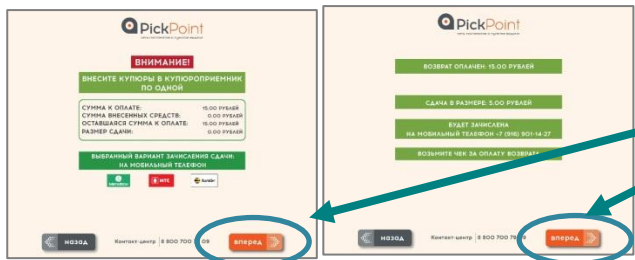 PickPoint
ВНИМАНИЕ!
ВНЕСИТЕ КУПЮРЫ В КУПЮРОПРИЕМНИК
ПО ОДНОЙ
СУММА К ОПЛАТЕ: 15.00 РУБЛЕЙ
СУММА ВНЕСЕННЫХ СРЕДСТВ: 0.00 РУБЛЕЙ
ОСТАВШАЯСЯ СУММА К ОПЛАТЕ: 15.00 РУБЛЕЙ
РАЗМЕР СДАЧИ: 0.00 РУБЛЕЙ
ВЫБРАННЫЙ ВАРИАНТ ЗАЧИСЛЕНИЯ СДАЧИ:
НА МОБИЛЬНЫЙ ТЕЛЕФОН
МТС
назад
Контакт-центр 8 800 700 09
вперед
PickPoint
ВОЗВРАТ ОПЛАЧЕН: 15.00 РУБЛЕЙ
СДАЧА В РАЗМЕРЕ: 5.00 РУБЛЕЙ
БУДЕТ ЗАЧИСЛЕНА
НА МОБИЛЬНЫЙ ТЕЛЕФОН +7 (916) 901-14-27
ВОЗЬМИТЕ ЧЕК ЗА ОПЛАТУ ВОЗВРАТА
назад
Контакт-центр 8 800 700
вперед